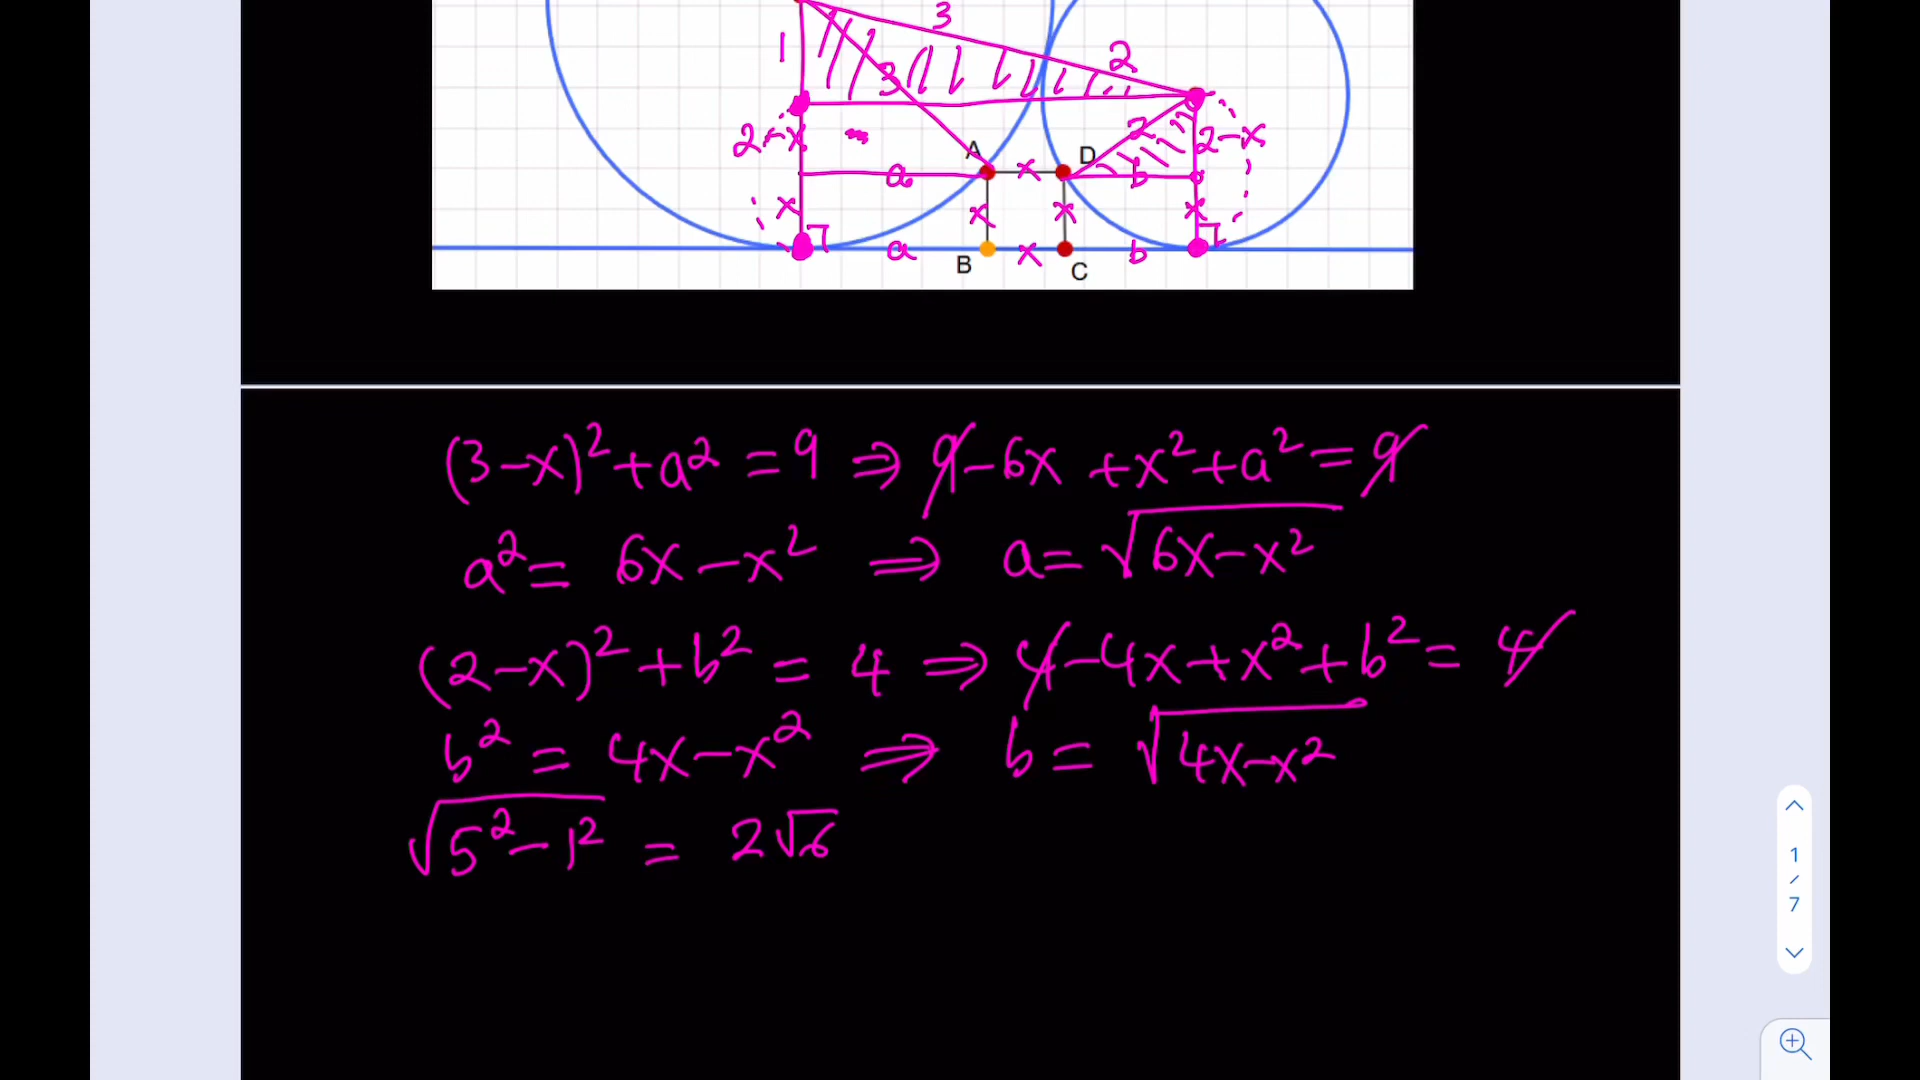 3
1
2
3
2-x
2
2-x
A
x
D
a
b
x
x
x
x
a
B
x
C
b
(3-x)²+a²=9 ⇒ 9-6x+x²+a²=9
a²= 6x-x² ⇒ a=√6x-x²
(2-x)²+b²=4 ⇒ 4-4x+x²+b²=4
b²=4x-x² ⇒ b=√4x-x²
√5²-1² = 2√6
1
/
7